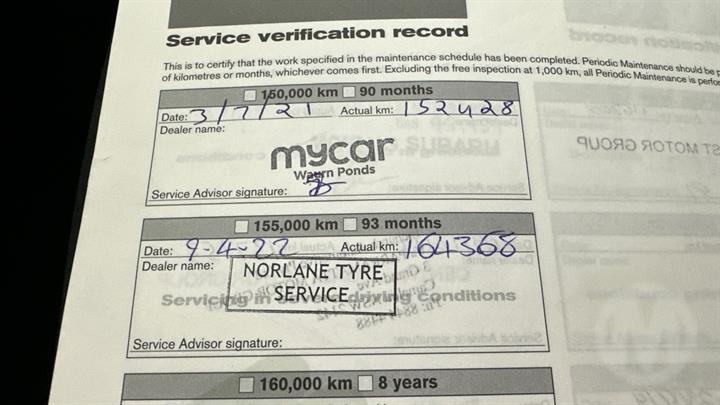 Service verification record
This is to certify that the work specified in the maintenance schedule has been completed. Periodic Maintenance should be p
of kilometres or months, whichever comes first. Excluding the free inspection at 1,000 km, all Periodic Maintenance is perfor
150,000 km 90 months
Date: 3/7/21 Actual km: 152428
Dealer name:
mycar
Waurn Ponds
Service Advisor signature:
155,000 km 93 months
Date: 9-4-22 Actual km: 164368
Dealer name: NORLANE TYRE
Servicing in SERVICE driving conditions
Service Advisor signature:
160,000 km 8 years